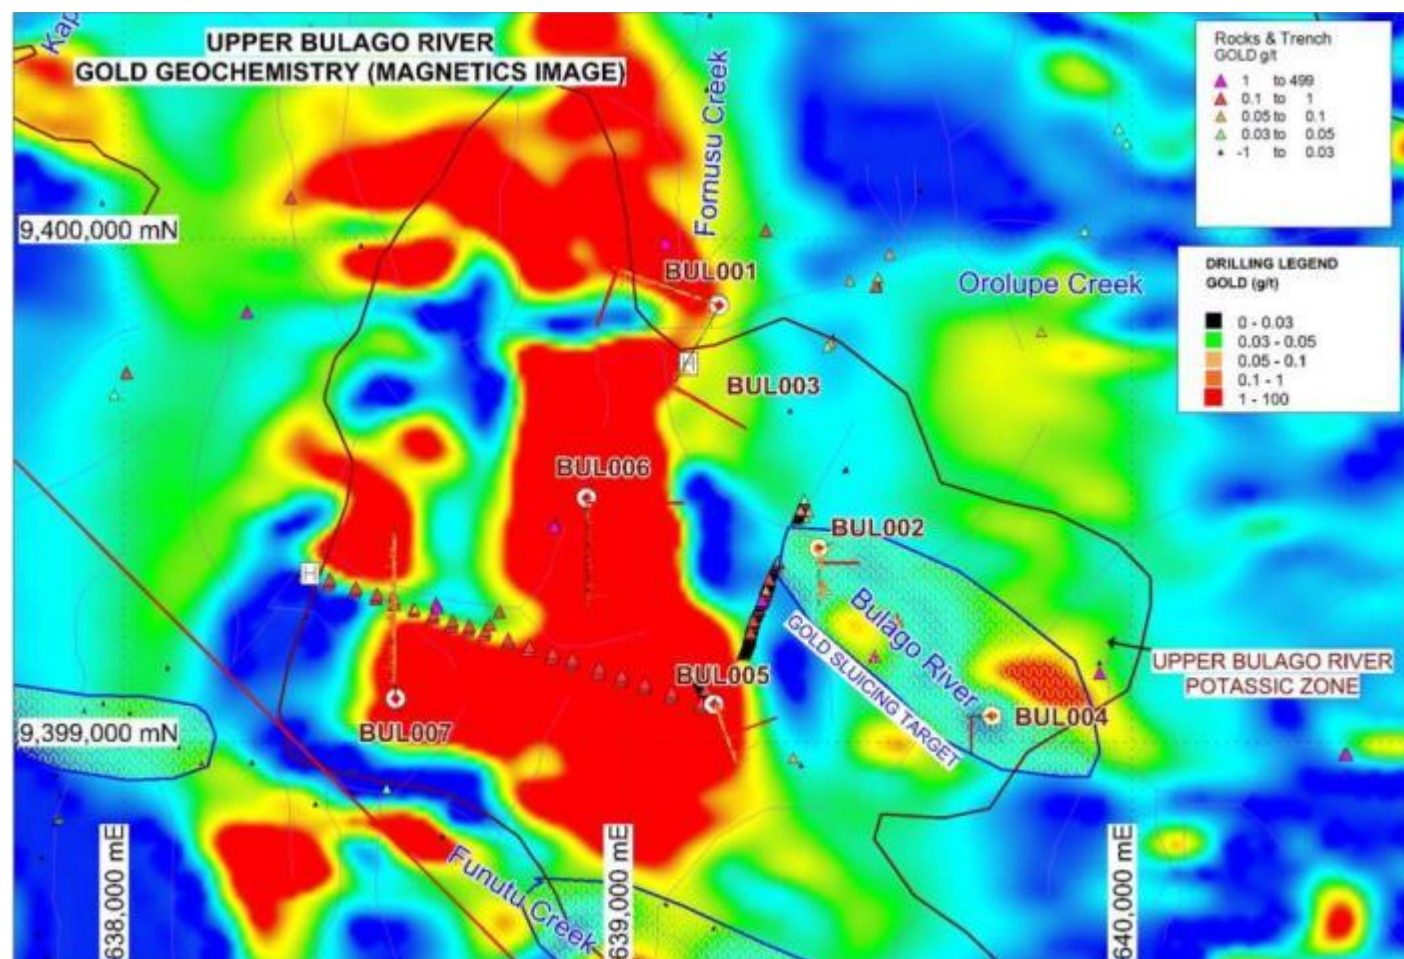 Kap
UPPER BULAGO RIVER
GOLD GEOCHEMISTRY (MAGNETICS IMAGE)
Fornusu Creek
Rocks & Trench
GOLD g/t
1 to 499
0.1 to 1
0.05 to 0.1
0.03 to 0.05
-1 to 0.03
9,400,000 mN
BUL001
Orolupe Creek
DRILLING LEGEND
GOLD (g/t)
0 - 0.03
0.03 - 0.05
0.05 - 0.1
0.1 - 1
1 - 100
H
BUL003
BUL006
BUL002
H
Bulago River
GOLD SLUICING TARGET
UPPER BULAGO RIVER
POTASSIC ZONE
BUL005
BUL004
BUL007
9,399,000 mN
638,000 mE
Funutu Creek
639,000 mE
640,000 mE